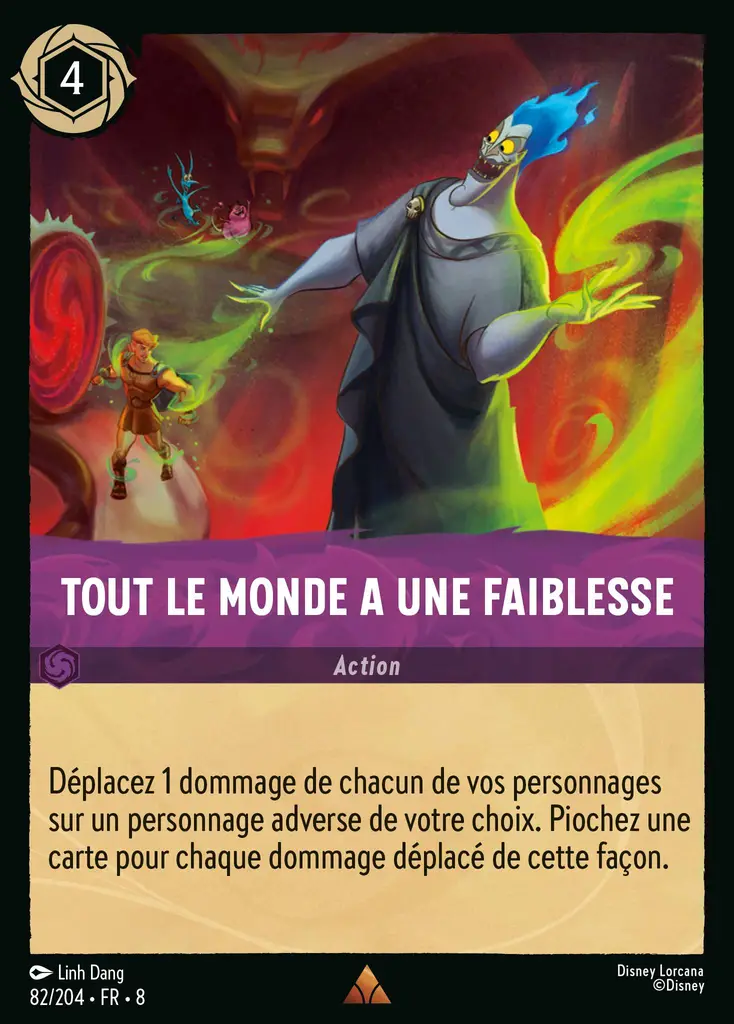 4
TOUT LE MONDE A UNE FAIBLESSE
Action
Déplacez 1 dommage de chacun de vos personnages
sur un personnage adverse de votre choix. Piochez une
carte pour chaque dommage déplacé de cette façon.
Linh Dang
82/204 • FR • 8
Disney Lorcana
©Disney